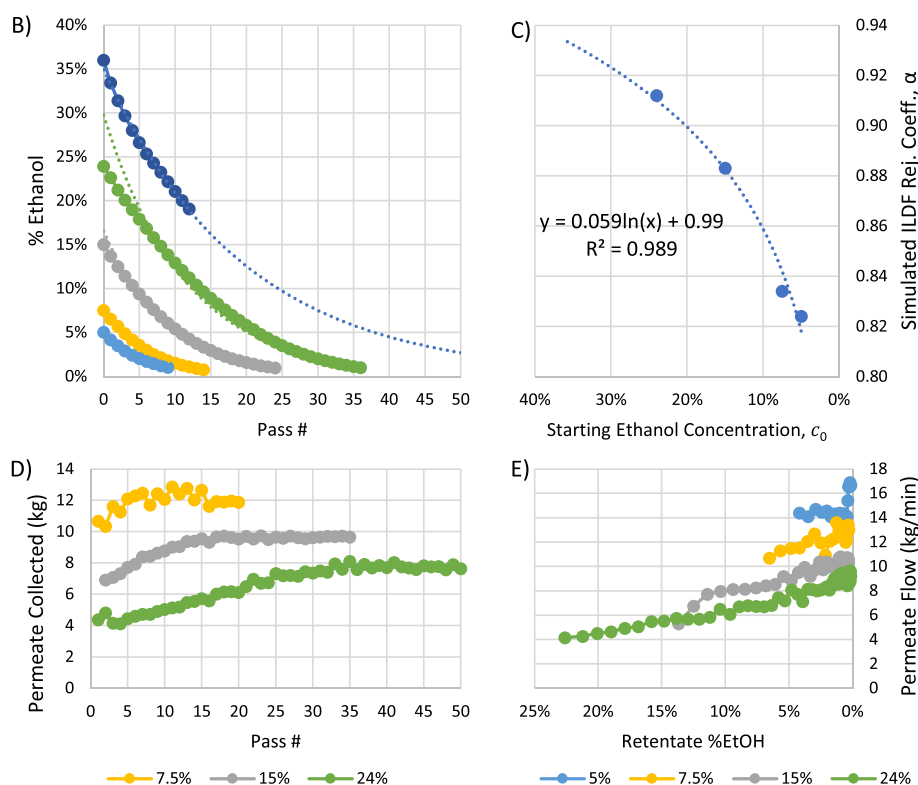 B)
40%
35%
30%
25%
20%
15%
10%
5%
0%
% Ethanol
0 5 10 15 20 25 30 35 40 45 50
Pass #
C)
0.94
0.92
0.90
0.88
0.86
0.84
0.82
0.80
Simulated ILDF Rej. Coeff., α
y = 0.059ln(x) + 0.99
R² = 0.989
40% 30% 20% 10% 0%
Starting Ethanol Concentration, c₀
D)
14
12
10
8
6
4
2
0
Permeate Collected (kg)
0 5 10 15 20 25 30 35 40 45 50
Pass #
7.5% 15% 24%
E)
18
16
14
12
10
8
6
4
2
0
Permeate Flow (kg/min)
25% 20% 15% 10% 5% 0%
Retentate %EtOH
5% 7.5% 15% 24%